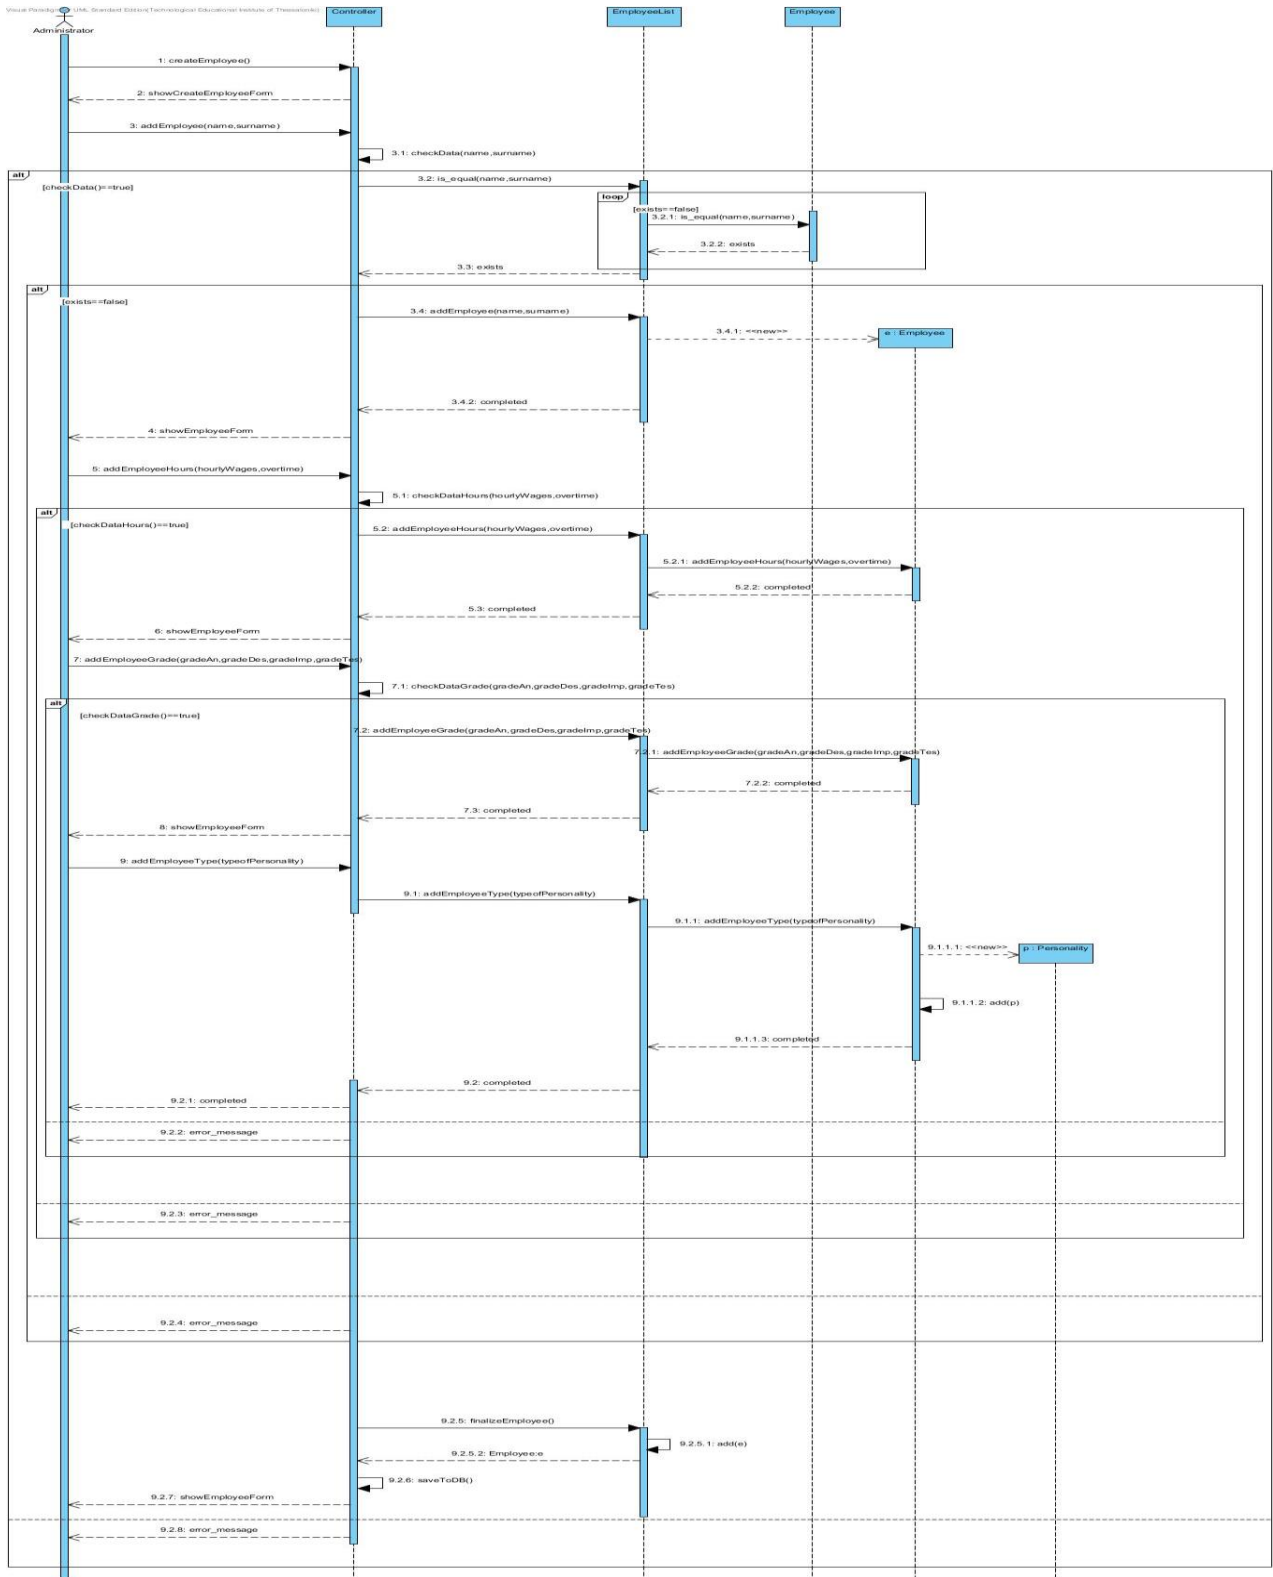 Visual Paradigm UML Standard Edition(Technological Educational Institute of Thessaloniki)
Administrator
Controller
EmployeeList
Employee
1: createEmployee()
2: showCreateEmployeeForm
3: addEmployee(name,surname)
3.1: checkData(name,surname)
alt
[checkData()==true]
3.2: is_equal(name,surname)
loop
[exists==false]
3.2.1: is_equal(name,surname)
3.2.2: exists
3.3: exists
alt
[exists==false]
3.4: addEmployee(name,surname)
3.4.1: <<new>>
e : Employee
3.4.2: completed
4: showEmployeeForm
5: addEmployeeHours(hourlyWages,overtime)
5.1: checkDataHours(hourlyWages,overtime)
alt
[checkDataHours()==true]
5.2: addEmployeeHours(hourlyWages,overtime)
5.2.1: addEmployeeHours(hourlyWages,overtime)
5.2.2: completed
5.3: completed
6: showEmployeeForm
7: addEmployeeGrade(gradeAn,gradeDes,gradeImp,gradeTes)
7.1: checkDataGrade(gradeAn,gradeDes,gradeImp,gradeTes)
alt
[checkDataGrade()==true]
7.2: addEmployeeGrade(gradeAn,gradeDes,gradeImp,gradeTes)
7.2.1: addEmployeeGrade(gradeAn,gradeDes,gradeImp,gradeTes)
7.2.2: completed
7.3: completed
8: showEmployeeForm
9: addEmployeeType(typeofPersonality)
9.1: addEmployeeType(typeofPersonality)
9.1.1: addEmployeeType(typeofPersonality)
9.1.1.1: <<new>>
p : Personality
9.1.1.2: add(p)
9.1.1.3: completed
9.2: completed
9.2.1: completed
9.2.2: error_message
9.2.3: error_message
9.2.4: error_message
9.2.5: finalizeEmployee()
9.2.5.1: add(e)
9.2.5.2: Employee:e
9.2.6: saveToDB()
9.2.7: showEmployeeForm
9.2.8: error_message